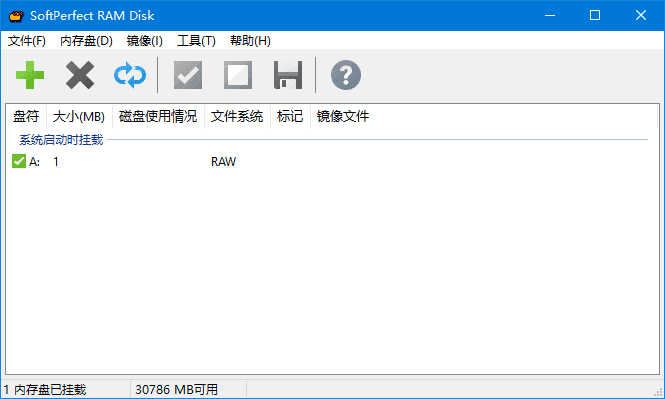 SoftPerfect RAM Disk
文件(F) 内存盘(D) 镜像(I) 工具(T) 帮助(H)
盘符 大小(MB) 磁盘使用情况 文件系统 标记 镜像文件
系统启动时挂载
A: 1 RAW
1 内存盘已挂载 30786 MB可用